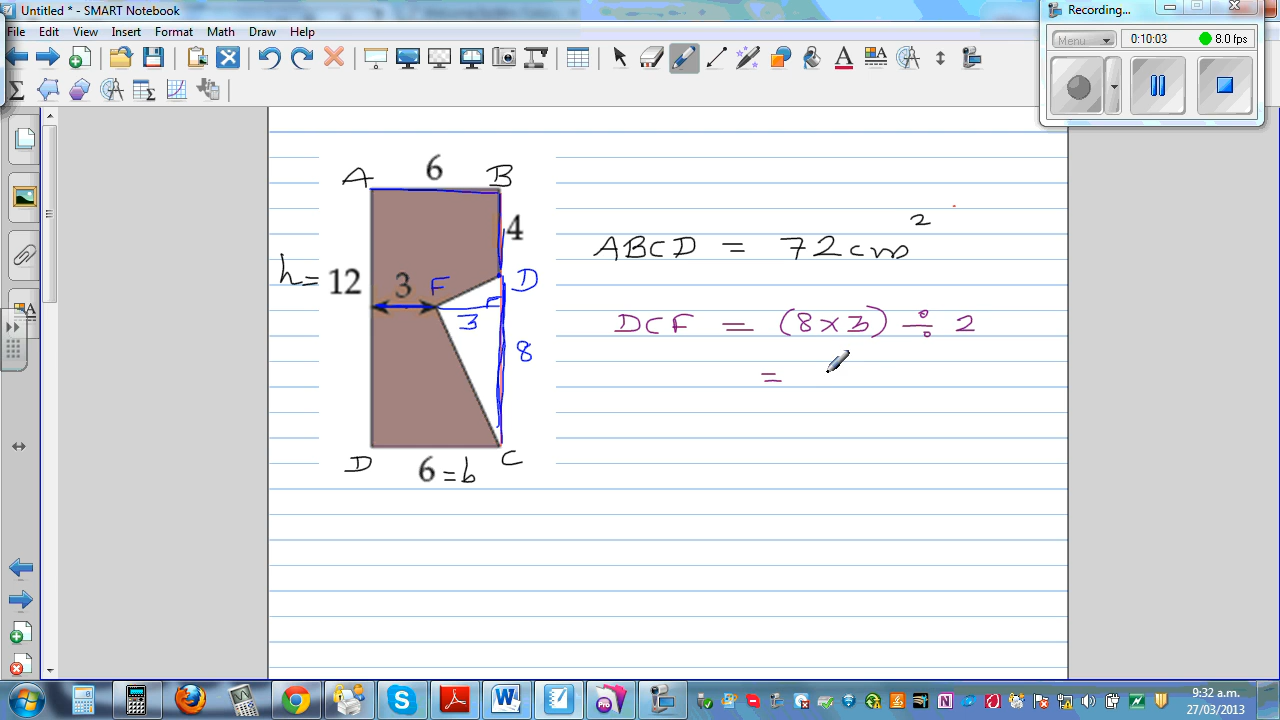 Untitled * - SMART Notebook
Recording...
File Edit View Insert Format Math Draw Help
Menu
0:10:03
8.0 fps
A 6 B
4
ABCD = 72cm 2
h= 12
3 F D
F
3
DCF = (8 x 3) ÷ 2
8
=
D C
6 = b
9:32 a.m.
27/03/2013